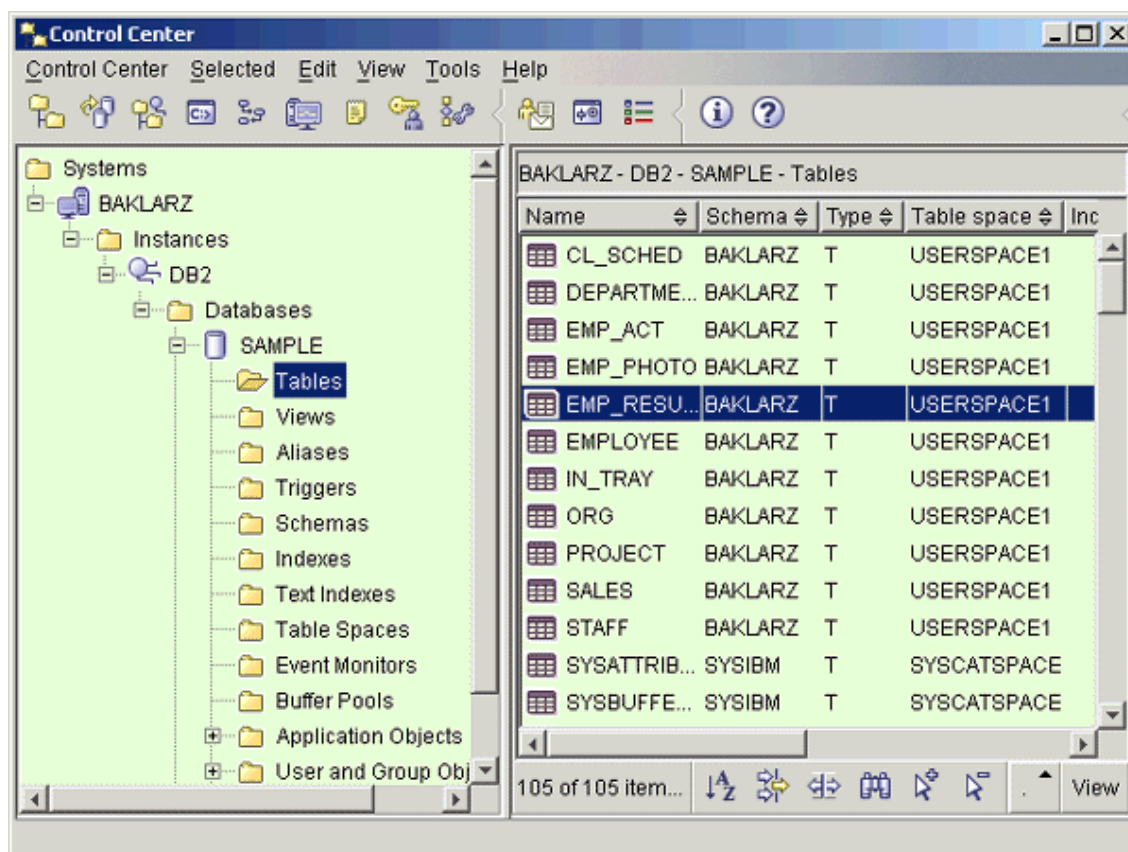 Control Center
Control Center Selected Edit View Tools Help
C:>
Systems
BAKLARZ
Instances
DB2
Databases
SAMPLE
Tables
Views
Aliases
Triggers
Schemas
Indexes
Text Indexes
Table Spaces
Event Monitors
Buffer Pools
Application Objects
User and Group Obj
BAKLARZ - DB2 - SAMPLE - Tables
Name Schema Type Table space Inc
CL_SCHED BAKLARZ T USERSPACE1
DEPARTME... BAKLARZ T USERSPACE1
EMP_ACT BAKLARZ T USERSPACE1
EMP_PHOTO BAKLARZ T USERSPACE1
EMP_RESU... BAKLARZ T USERSPACE1
EMPLOYEE BAKLARZ T USERSPACE1
IN_TRAY BAKLARZ T USERSPACE1
ORG BAKLARZ T USERSPACE1
PROJECT BAKLARZ T USERSPACE1
SALES BAKLARZ T USERSPACE1
STAFF BAKLARZ T USERSPACE1
SYSATTRIB... SYSIBM T SYSCATSPACE
SYSBUFFE... SYSIBM T SYSCATSPACE
105 of 105 item... AZ . View